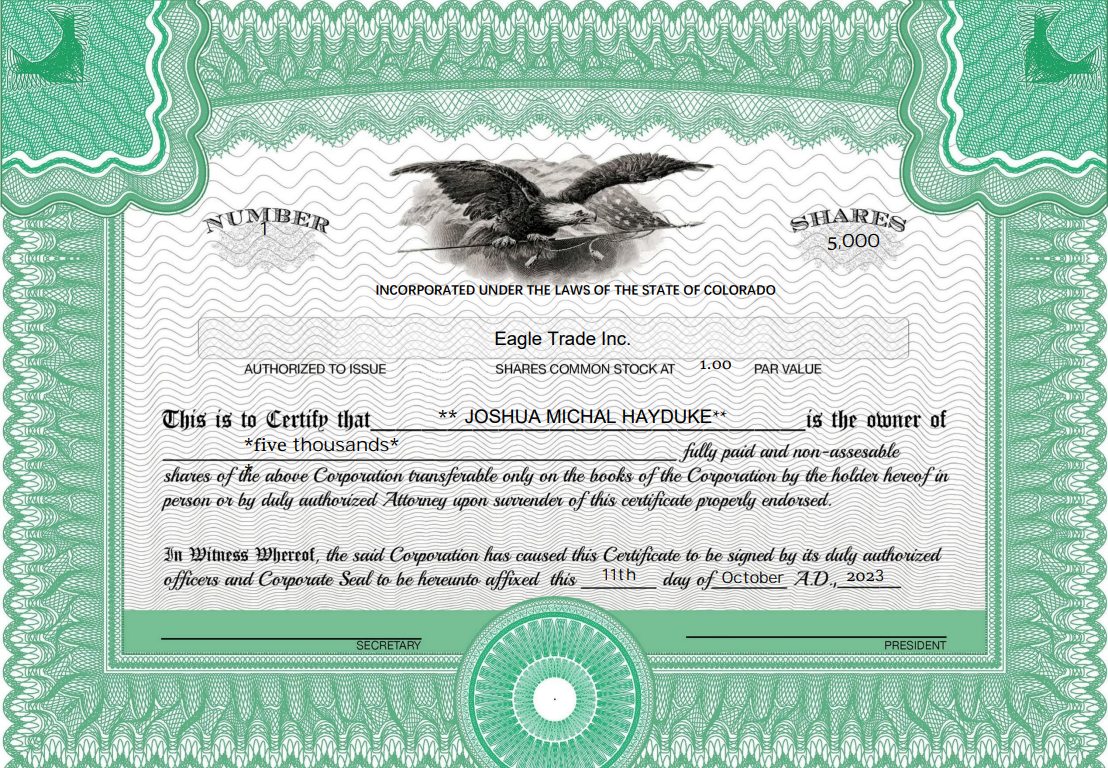 NUMBER
1
SHARES
5,000
INCORPORATED UNDER THE LAWS OF THE STATE OF COLORADO
Eagle Trade Inc.
AUTHORIZED TO ISSUE SHARES COMMON STOCK AT 1.00 PAR VALUE
This is to Certify that ** JOSHUA MICHAL HAYDUKE** is the owner of
*five thousands* fully paid and non-assesable
*
shares of the above Corporation transferable only on the books of the Corporation by the holder hereof in
person or by duly authorized Attorney upon surrender of this certificate properly endorsed.
In Witness Whereof, the said Corporation has caused this Certificate to be signed by its duly authorized
officers and Corporate Seal to be hereunto affixed this 11th day of October A.D., 2023
SECRETARY
PRESIDENT